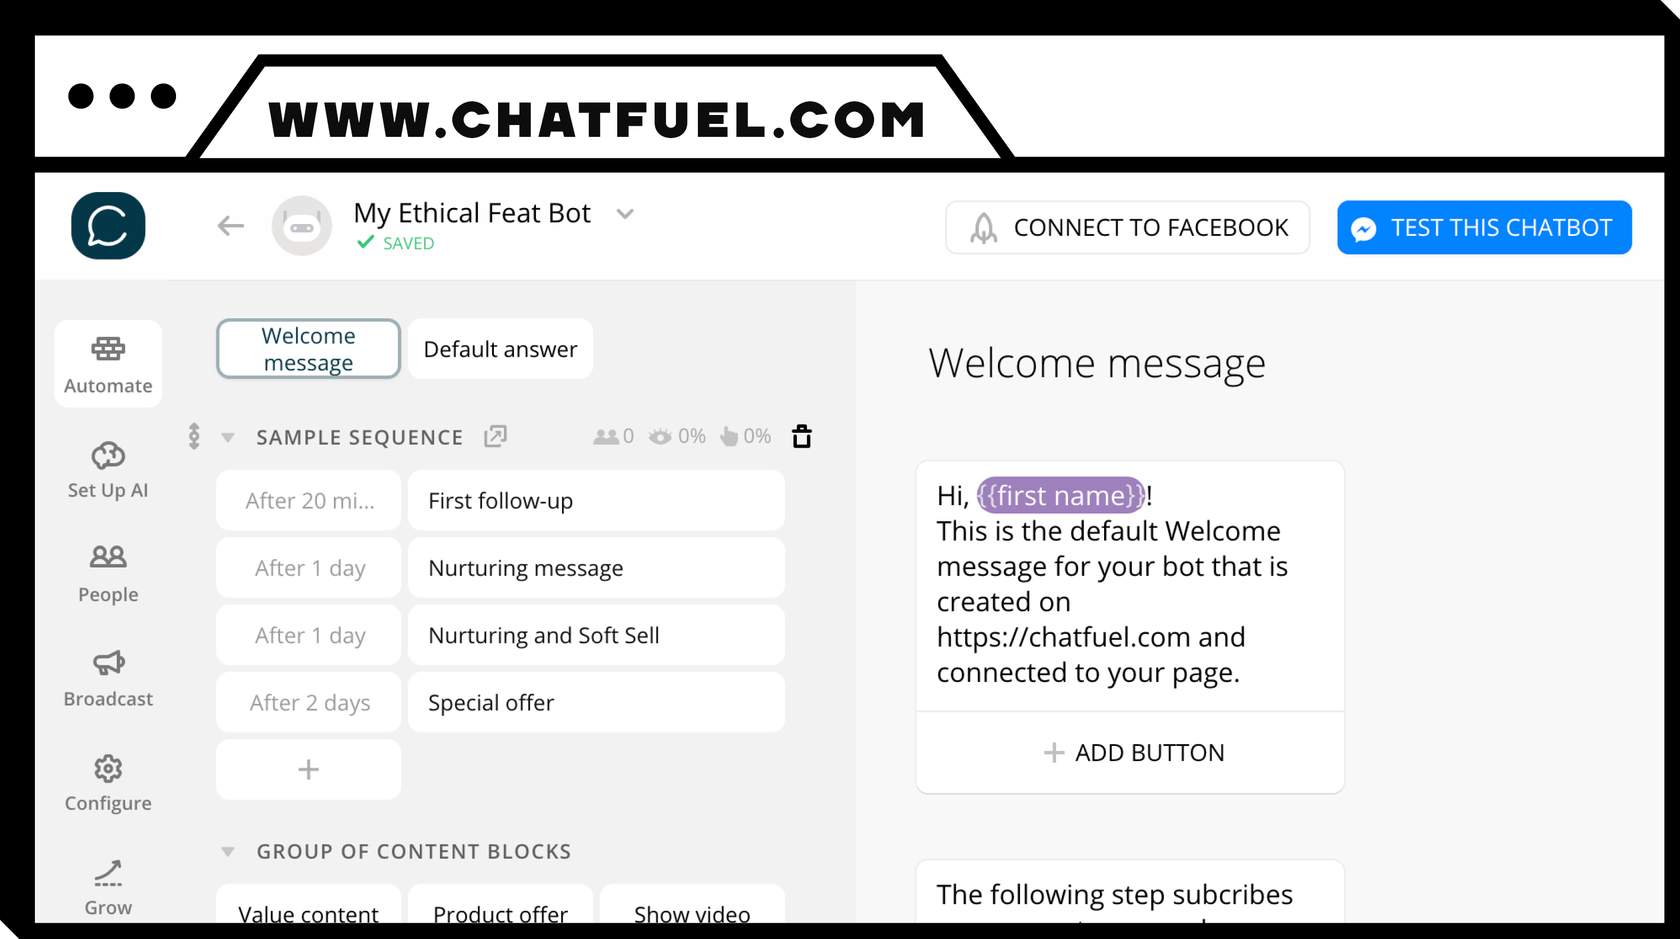 WWW.CHATFUEL.COM
My Ethical Feat Bot
SAVED
CONNECT TO FACEBOOK
TEST THIS CHATBOT
Automate
Set Up AI
People
Broadcast
Configure
Grow
Welcome
message
Default answer
SAMPLE SEQUENCE
0
0%
0%
After 20 mi...
First follow-up
After 1 day
Nurturing message
After 1 day
Nurturing and Soft Sell
After 2 days
Special offer
+
GROUP OF CONTENT BLOCKS
Value content
Product offer
Show video
Welcome message
Hi, {{first name}}!
This is the default Welcome
message for your bot that is
created on
https://chatfuel.com and
connected to your page.
+ ADD BUTTON
The following step subcribes